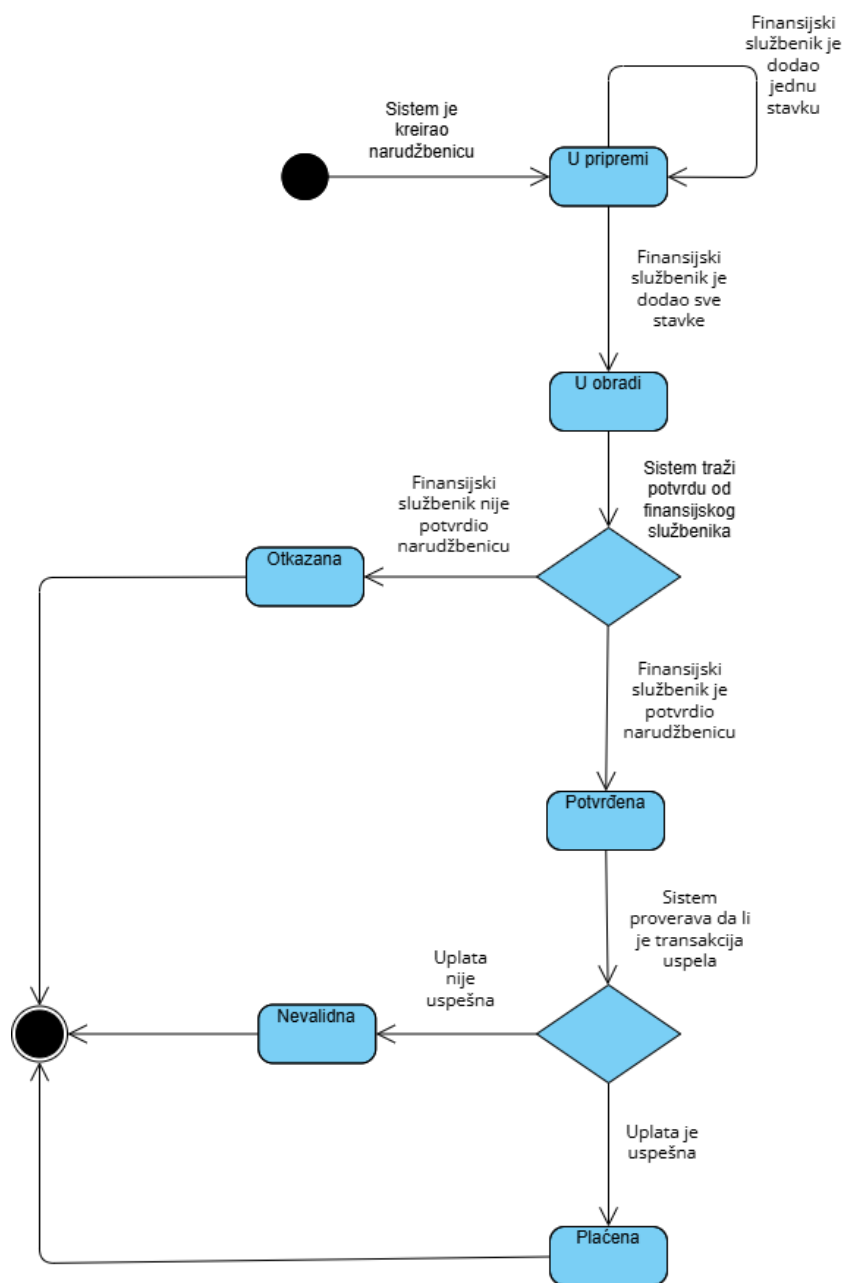 Finansijski
službenik je
dodao
jednu
stavku
Sistem je
kreirao
narudžbenicu
U pripremi
Finansijski
službenik je
dodao sve
stavke
U obradi
Sistem traži
potvrdu od
finansijskog
službenika
Finansijski
službenik nije
potvrdio
narudžbenicu
Otkazana
Finansijski
službenik je
potvrdio
narudžbenicu
Potvrđena
Sistem
proverava da li
je transakcija
uspela
Uplata
nije
uspešna
Nevalidna
Uplata je
uspešna
Plaćena